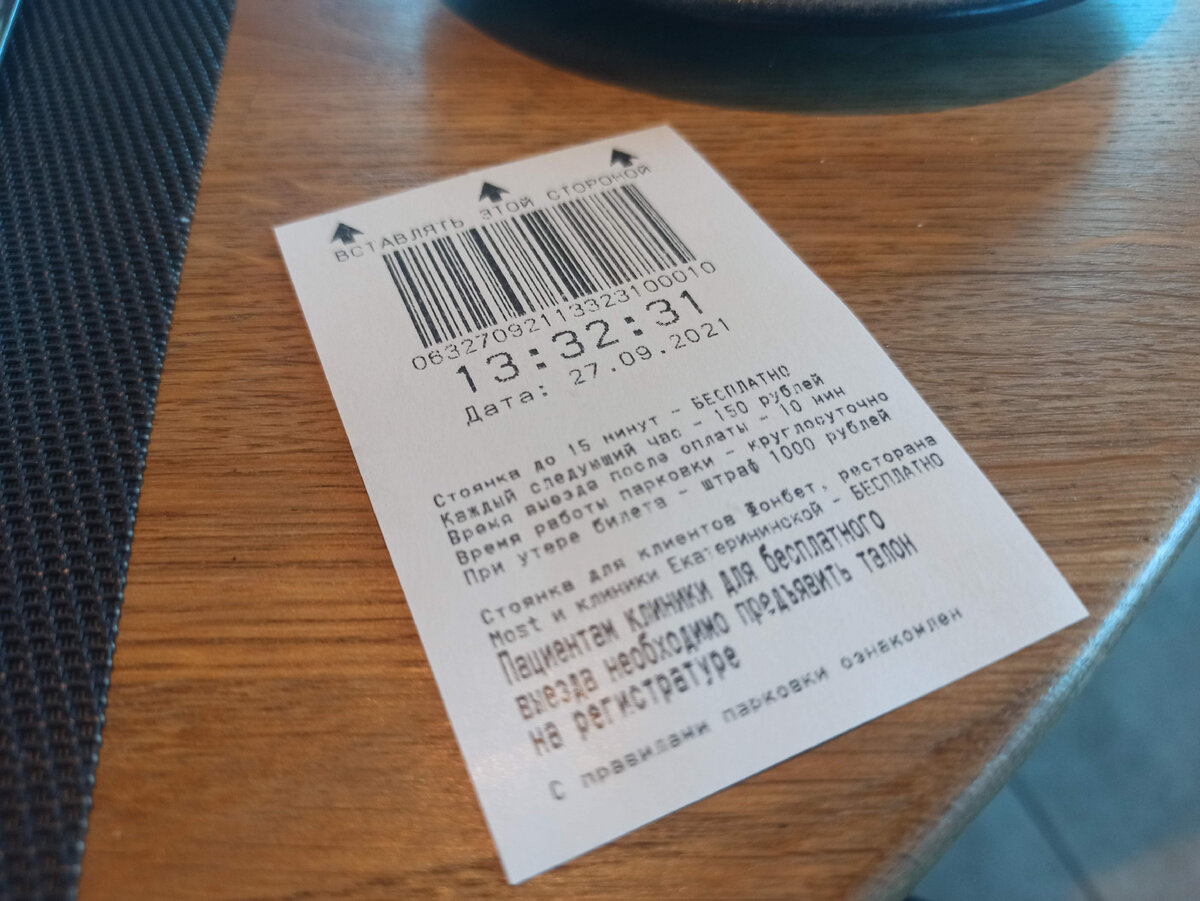 ВСТАВЛЯТЬ ЭТОЙ СТОРОНОЙ
06327092113323100010
13:32:31
Дата: 27.09.2021
Стоянка до 15 минут - БЕСПЛАТНО
Каждый следующий час - 150 рублей
Время выезда после оплаты - 10 мин
Время работы парковки - круглосуточно
При утере билета - штраф 1000 рублей
Стоянка для клиентов Фонбет, ресторана
Most и клиники Екатерининской - БЕСПЛАТНО
Пациентам клиники для бесплатного
выезда необходимо предъявить талон
на регистратуре
С правилами парковки ознакомлен